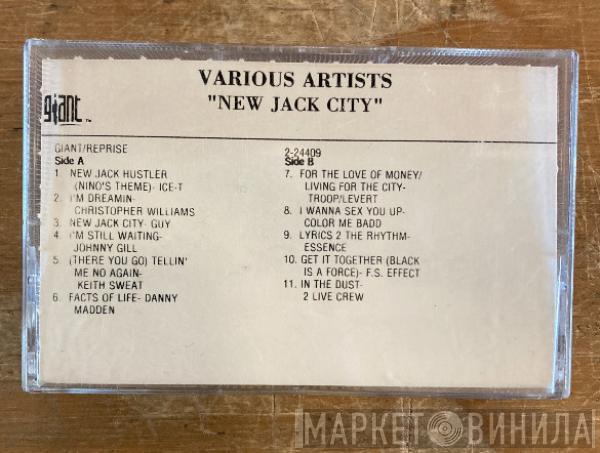 VARIOUS ARTISTS
"NEW JACK CITY"
giant™
GIANT/REPRISE
Side A
1. NEW JACK HUSTLER
(NINO'S THEME)- ICE-T
2. I'M DREAMIN-
CHRISTOPHER WILLIAMS
3. NEW JACK CITY- GUY
4. I'M STILL WAITING-
JOHNNY GILL
5. (THERE YOU GO) TELLIN'
ME NO AGAIN-
KEITH SWEAT
6. FACTS OF LIFE- DANNY
MADDEN
2-24409
Side B
7. FOR THE LOVE OF MONEY/
LIVING FOR THE CITY-
TROOP/LEVERT
8. I WANNA SEX YOU UP-
COLOR ME BADD
9. LYRICS 2 THE RHYTHM-
ESSENCE
10. GET IT TOGETHER (BLACK
IS A FORCE)- F.S. EFFECT
11. IN THE DUST-
2 LIVE CREW
МАРКЕТ ВИНИЛА